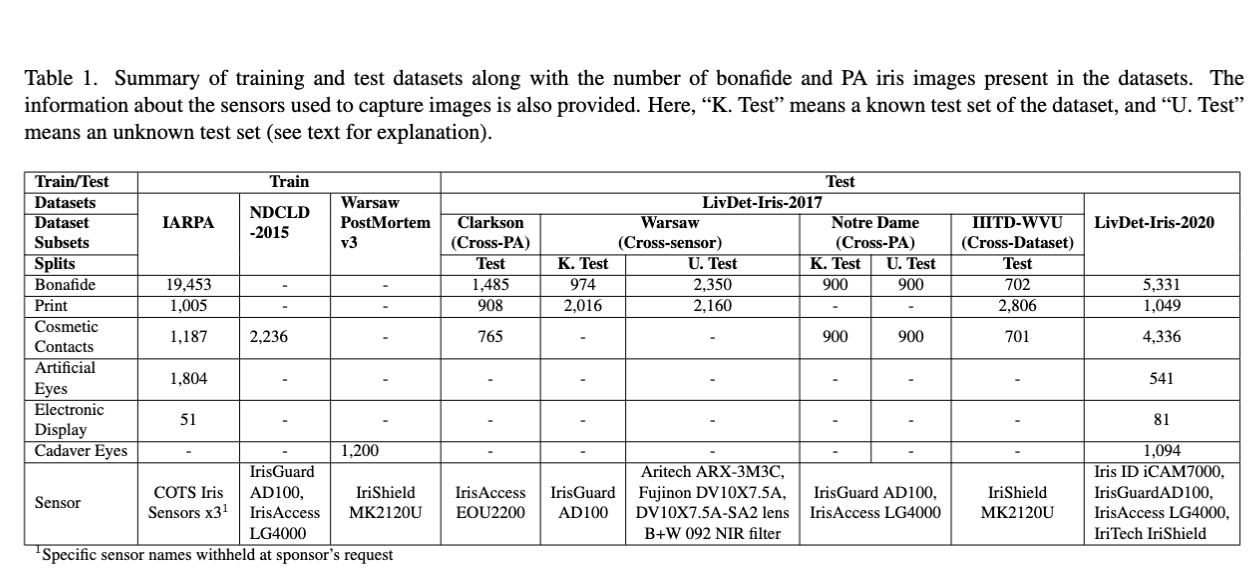 Table 1. Summary of training and test datasets along with the number of bonafide and PA iris images present in the datasets. The
information about the sensors used to capture images is also provided. Here, “K. Test” means a known test set of the dataset, and “U. Test”
means an unknown test set (see text for explanation).
Train/Test Train Test
Datasets IARPA NDCLD -2015 Warsaw PostMortem v3 LivDet-Iris-2017 LivDet-Iris-2020
Dataset Subsets Clarkson (Cross-PA) Warsaw (Cross-sensor) Notre Dame (Cross-PA) IIITD-WVU (Cross-Dataset)
Splits Test K. Test U. Test K. Test U. Test Test
Bonafide 19,453 - - 1,485 974 2,350 900 900 702 5,331
Print 1,005 - - 908 2,016 2,160 - - 2,806 1,049
Cosmetic Contacts 1,187 2,236 - 765 - - 900 900 701 4,336
Artificial Eyes 1,804 - - - - - - - - 541
Electronic Display 51 - - - - - - - - 81
Cadaver Eyes - - 1,200 - - - - - - 1,094
Sensor COTS Iris Sensors x3¹ IrisGuard AD100, IrisAccess LG4000 IriShield MK2120U IrisAccess EOU2200 IrisGuard AD100 Aritech ARX-3M3C, Fujinon DV10X7.5A, DV10X7.5A-SA2 lens B+W 092 NIR filter IrisGuard AD100, IrisAccess LG4000 IriShield MK2120U Iris ID iCAM7000, IrisGuardAD100, IrisAccess LG4000, IriTech IriShield
¹Specific sensor names withheld at sponsor’s request